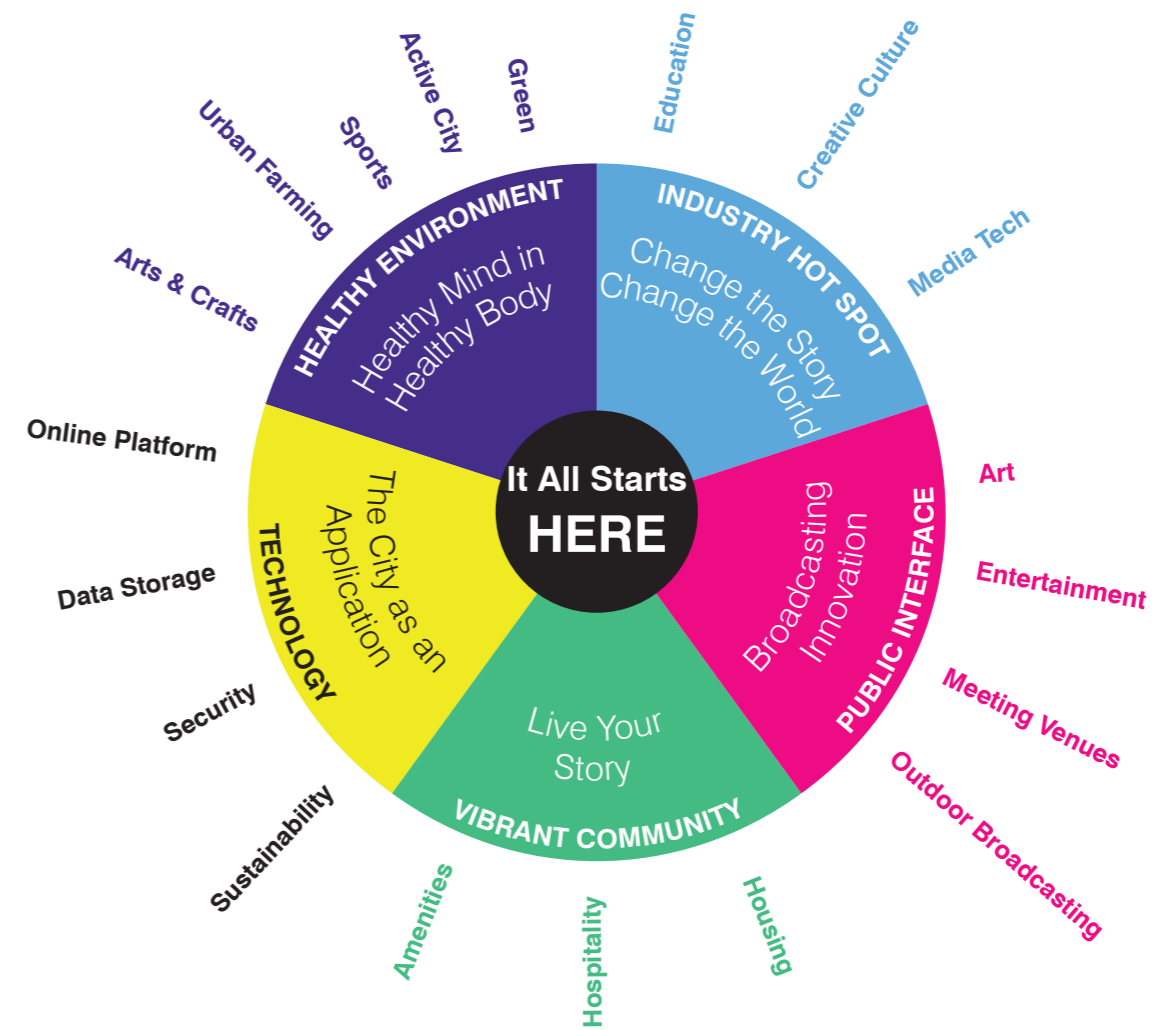 It All Starts
HERE
INDUSTRY HOT SPOT
Change the Story
Change the World
Education
Creative Culture
Media Tech
PUBLIC INTERFACE
Broadcasting
Innovation
Art
Entertainment
Meeting Venues
Outdoor Broadcasting
VIBRANT COMMUNITY
Live Your
Story
Housing
Hospitality
Amenities
TECHNOLOGY
The City as an
Application
Sustainability
Security
Data Storage
Online Platform
HEALTHY ENVIRONMENT
Healthy Mind in
Healthy Body
Arts & Crafts
Urban Farming
Sports
Active City
Green